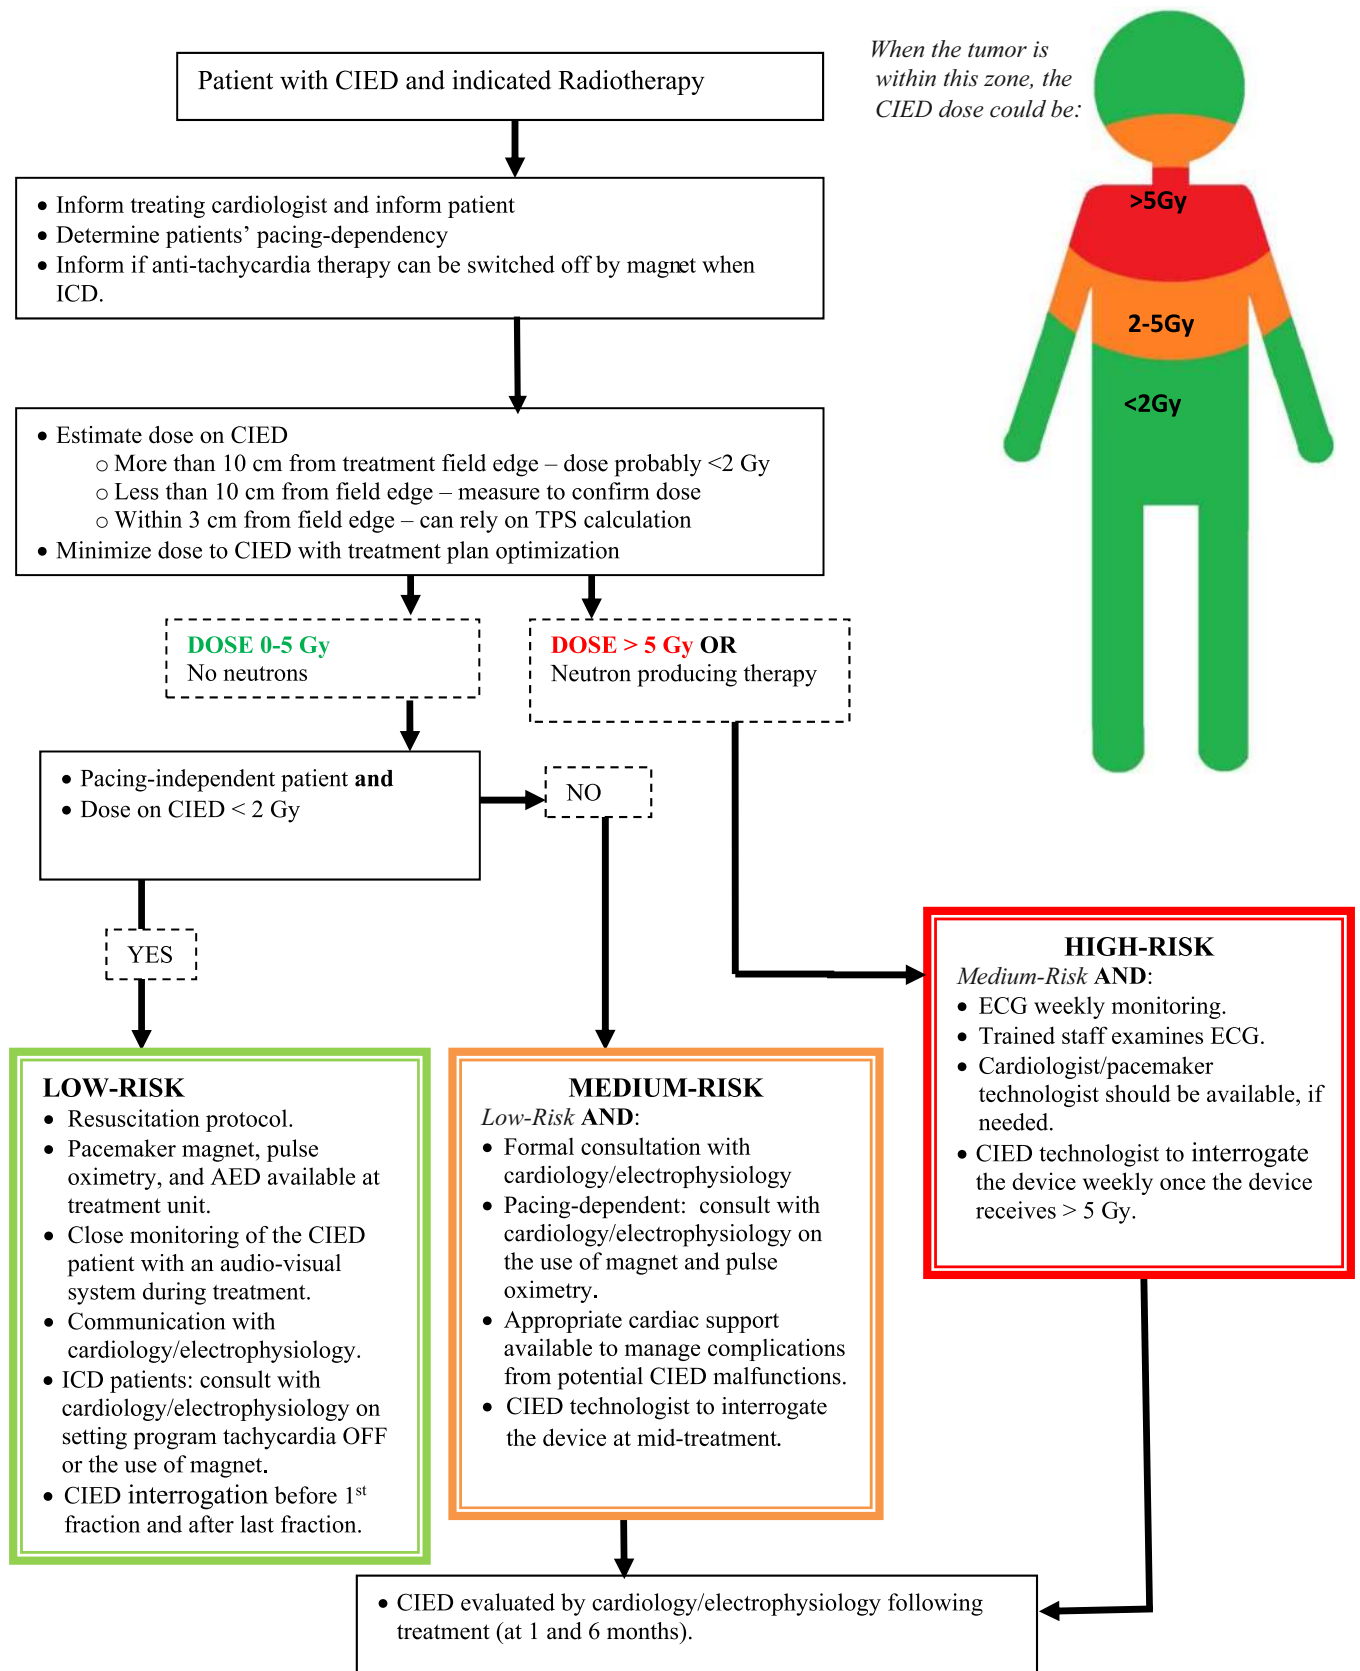 Patient with CIED and indicated Radiotherapy
When the tumor is
within this zone, the
CIED dose could be:
>5Gy
2-5Gy
<2Gy
• Inform treating cardiologist and inform patient
• Determine patients’ pacing-dependency
• Inform if anti-tachycardia therapy can be switched off by magnet when
ICD.
• Estimate dose on CIED
o More than 10 cm from treatment field edge – dose probably <2 Gy
o Less than 10 cm from field edge – measure to confirm dose
o Within 3 cm from field edge – can rely on TPS calculation
• Minimize dose to CIED with treatment plan optimization
DOSE 0-5 Gy
No neutrons
DOSE > 5 Gy OR
Neutron producing therapy
• Pacing-independent patient and
• Dose on CIED < 2 Gy
NO
YES
LOW-RISK
• Resuscitation protocol.
• Pacemaker magnet, pulse
oximetry, and AED available at
treatment unit.
• Close monitoring of the CIED
patient with an audio-visual
system during treatment.
• Communication with
cardiology/electrophysiology.
• ICD patients: consult with
cardiology/electrophysiology on
setting program tachycardia OFF
or the use of magnet.
• CIED interrogation before 1st
fraction and after last fraction.
MEDIUM-RISK
Low-Risk AND:
• Formal consultation with
cardiology/electrophysiology
• Pacing-dependent: consult with
cardiology/electrophysiology on
the use of magnet and pulse
oximetry.
• Appropriate cardiac support
available to manage complications
from potential CIED malfunctions.
• CIED technologist to interrogate
the device at mid-treatment.
HIGH-RISK
Medium-Risk AND:
• ECG weekly monitoring.
• Trained staff examines ECG.
• Cardiologist/pacemaker
technologist should be available, if
needed.
• CIED technologist to interrogate
the device weekly once the device
receives > 5 Gy.
• CIED evaluated by cardiology/electrophysiology following
treatment (at 1 and 6 months).